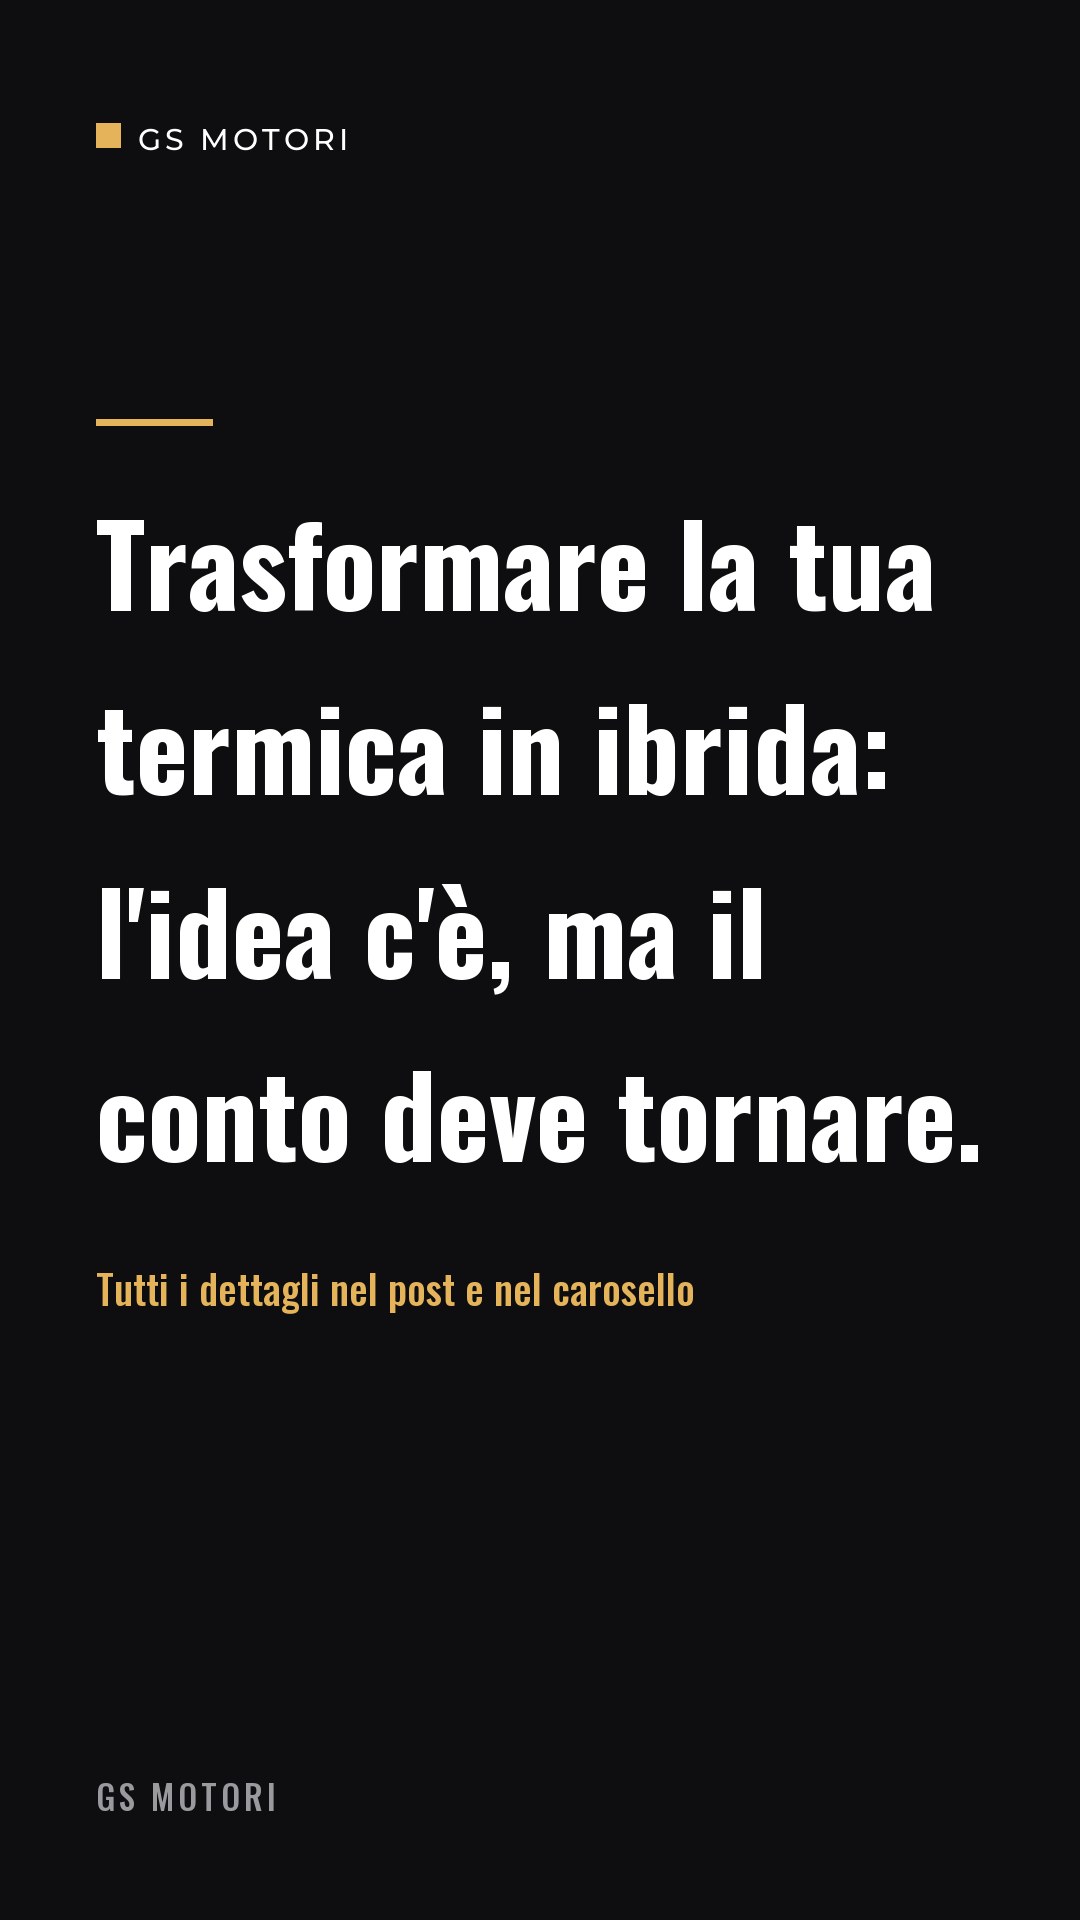 GS MOTORI
Trasformare la tua
termica in ibrida:
l'idea c'è, ma il
conto deve tornare.
Tutti i dettagli nel post e nel carosello
GS MOTORI